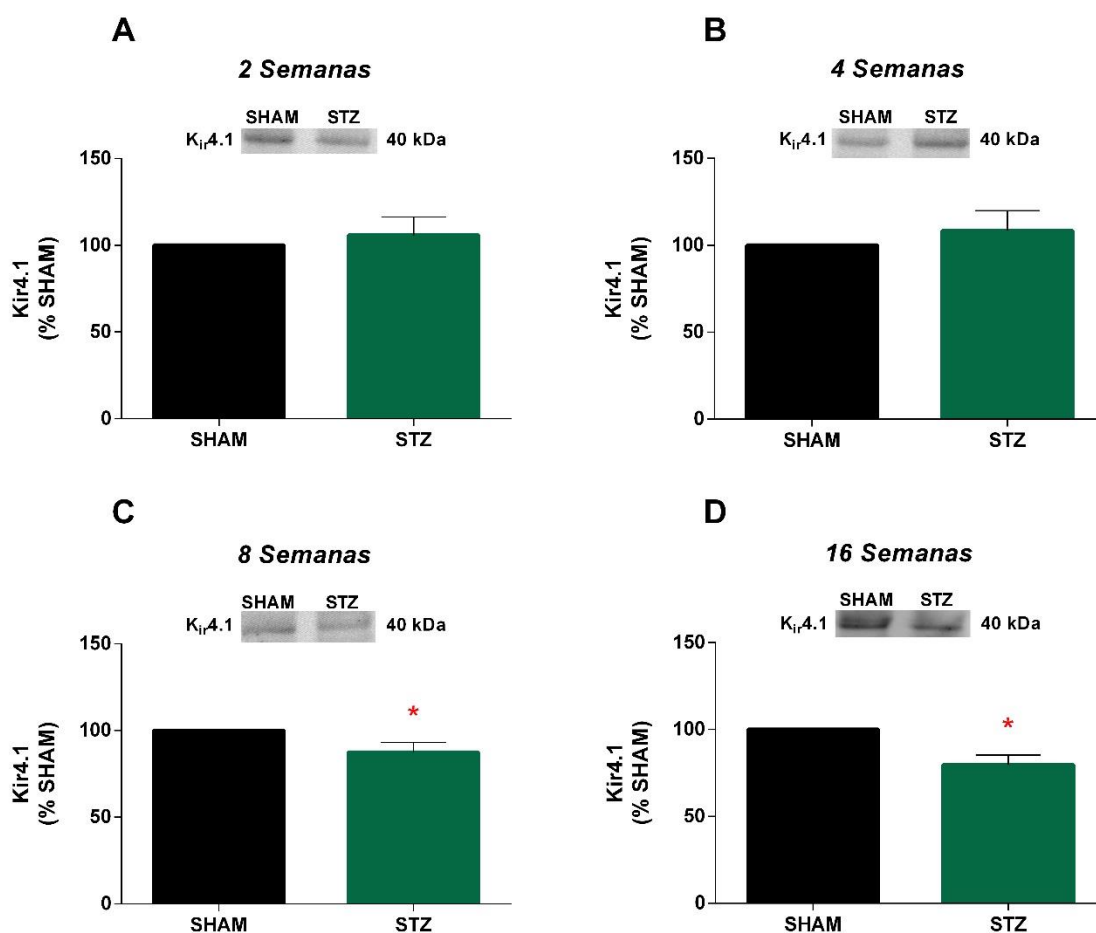 A
2 Semanas
SHAM STZ
Kir4.1 40 kDa
150
100
50
0
Kir4.1
(% SHAM)
SHAM STZ
B
4 Semanas
SHAM STZ
Kir4.1 40 kDa
150
100
50
0
Kir4.1
(% SHAM)
SHAM STZ
C
8 Semanas
SHAM STZ
Kir4.1 40 kDa
150
100
50
0
Kir4.1
(% SHAM)
*
SHAM STZ
D
16 Semanas
SHAM STZ
Kir4.1 40 kDa
150
100
50
0
Kir4.1
(% SHAM)
*
SHAM STZ